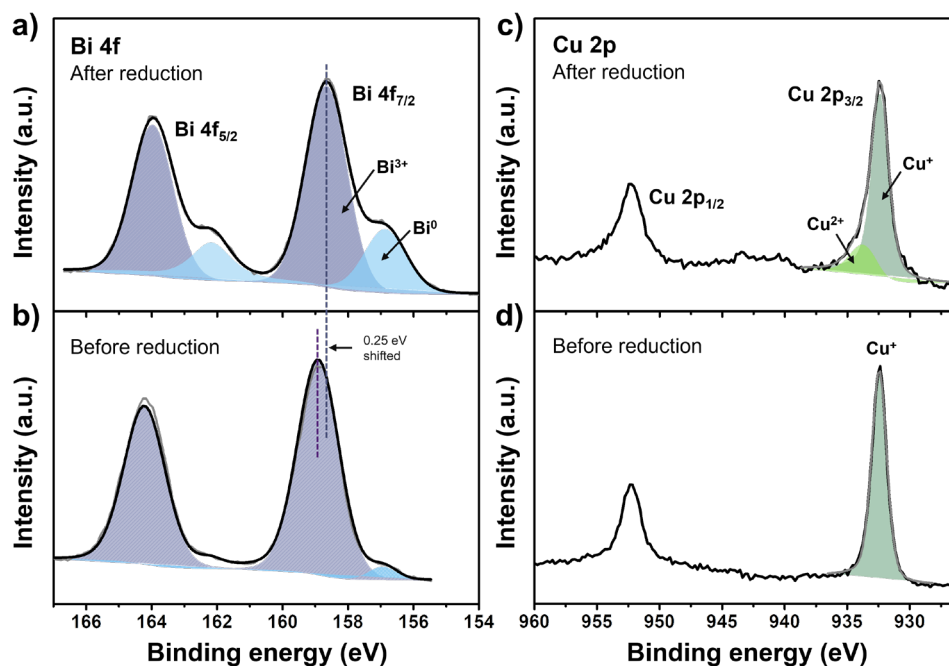 a)
Bi 4f
After reduction
Bi 4f5/2
Bi 4f7/2
Bi3+
Bi0
Intensity (a.u.)
b)
Before reduction
0.25 eV
shifted
Intensity (a.u.)
166 164 162 160 158 156 154
Binding energy (eV)
c)
Cu 2p
After reduction
Cu 2p3/2
Cu 2p1/2
Cu+
Cu2+
Intensity (a.u.)
d)
Before reduction
Cu+
Intensity (a.u.)
960 955 950 945 940 935 930
Binding energy (eV)